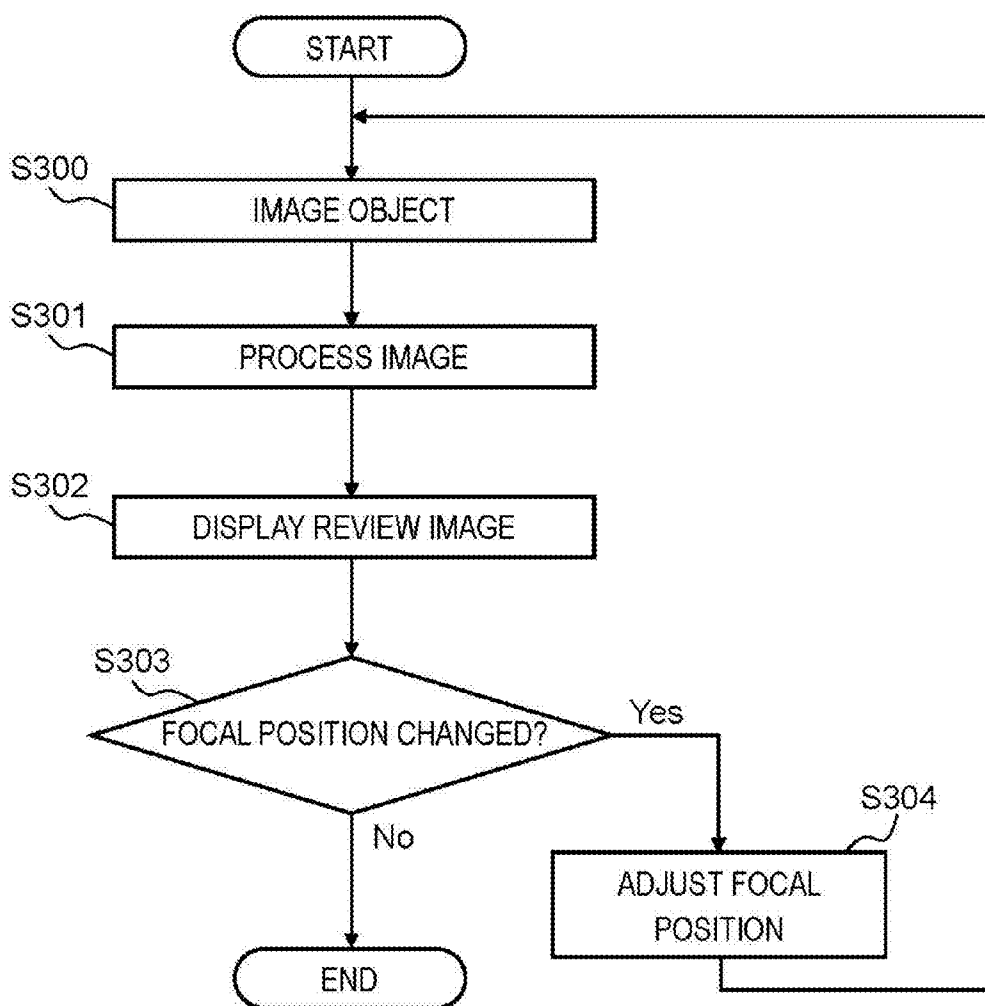 START
S300
IMAGE OBJECT
S301
PROCESS IMAGE
S302
DISPLAY REVIEW IMAGE
S303
FOCAL POSITION CHANGED?
Yes
No
S304
ADJUST FOCAL
POSITION
END